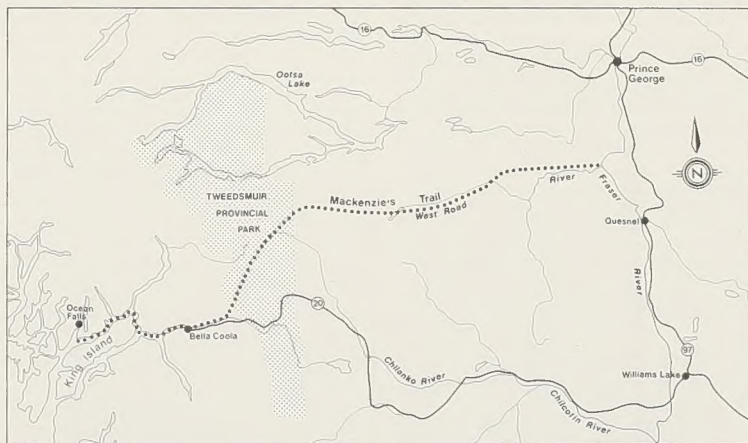 16
16
Prince
George
Ootsa
Lake
N
TWEEDSMUIR
PROVINCIAL
PARK
Mackenzie's Trail
West Road River
Fraser River
Quesnel
Ocean
Falls
King Island
Bella Coola
20
97
Chilanko River
Chilcotin River
Williams Lake